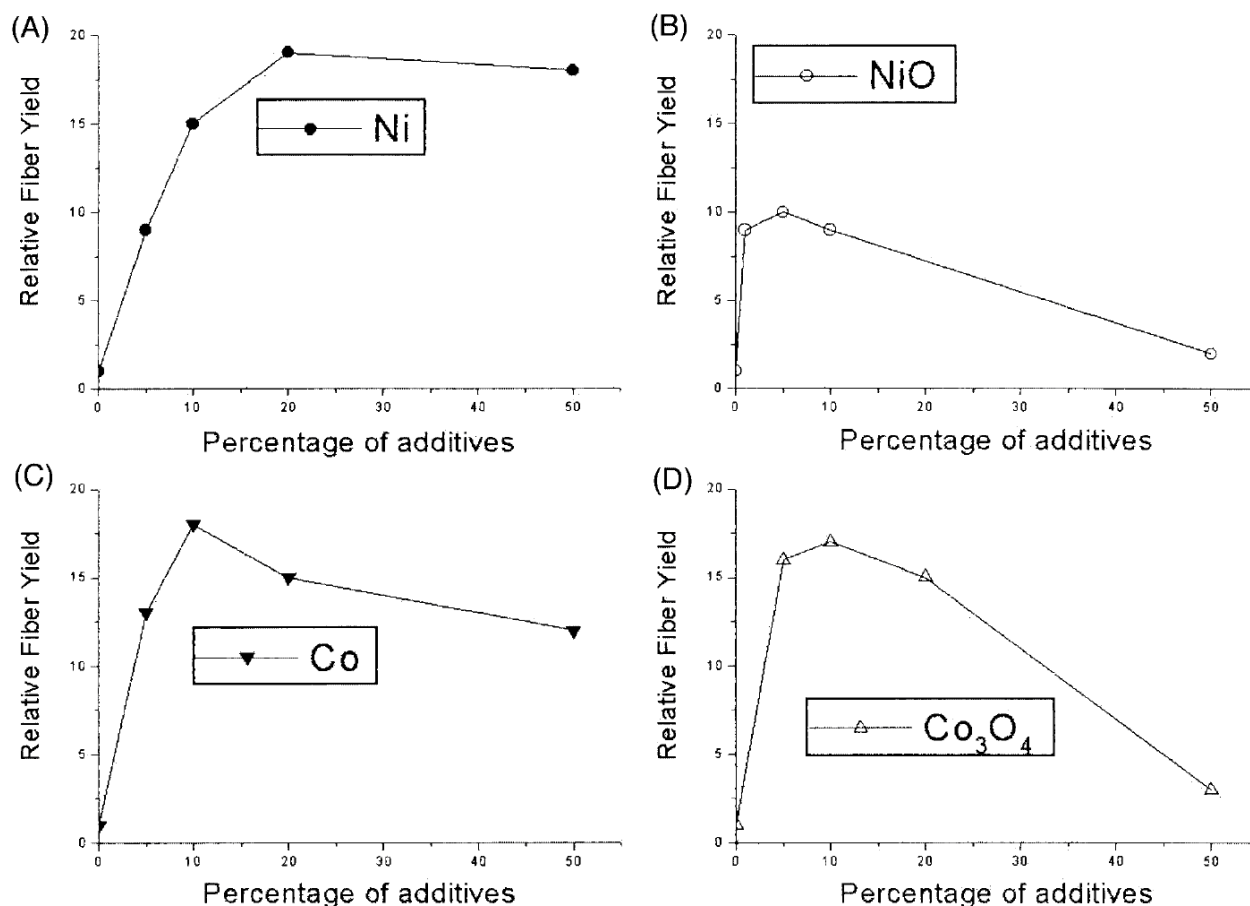 (A)
Relative Fiber Yield
20
15
10
5
0
Ni
0 10 20 30 40 50
Percentage of additives
(B)
Relative Fiber Yield
20
15
10
5
0
NiO
0 10 20 30 40 50
Percentage of additives
(C)
Relative Fiber Yield
20
15
10
5
0
Co
0 10 20 30 40 50
Percentage of additives
(D)
Relative Fiber Yield
20
15
10
5
0
Co₃O₄
0 10 20 30 40 50
Percentage of additives